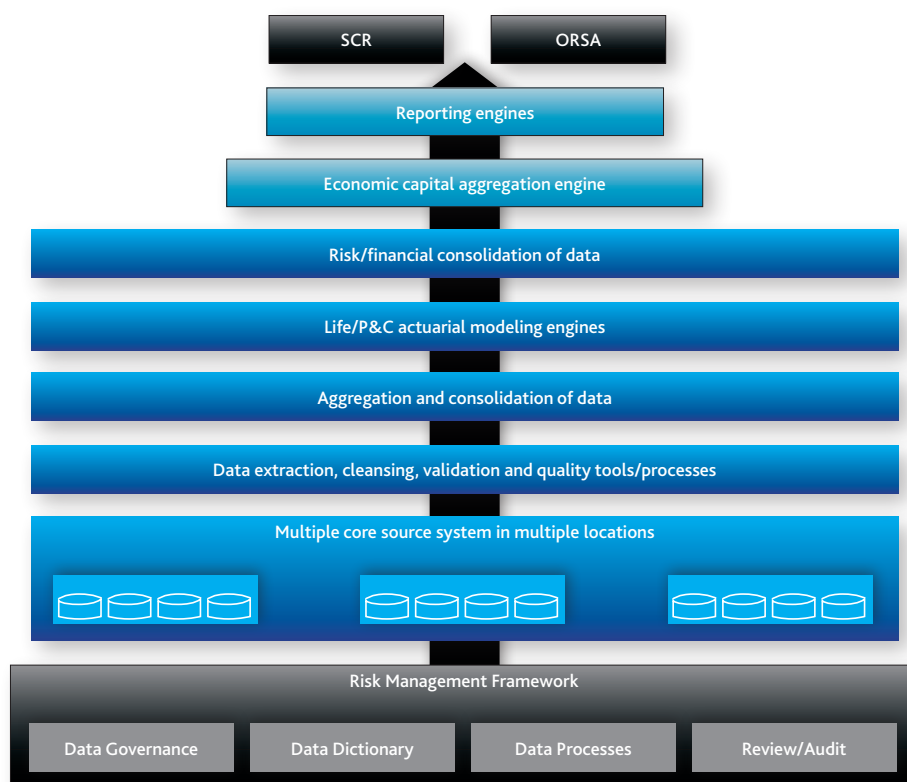 SCR
ORSA
Reporting engines
Economic capital aggregation engine
Risk/financial consolidation of data
Life/P&C actuarial modeling engines
Aggregation and consolidation of data
Data extraction, cleansing, validation and quality tools/processes
Multiple core source system in multiple locations
Risk Management Framework
Data Governance
Data Dictionary
Data Processes
Review/Audit